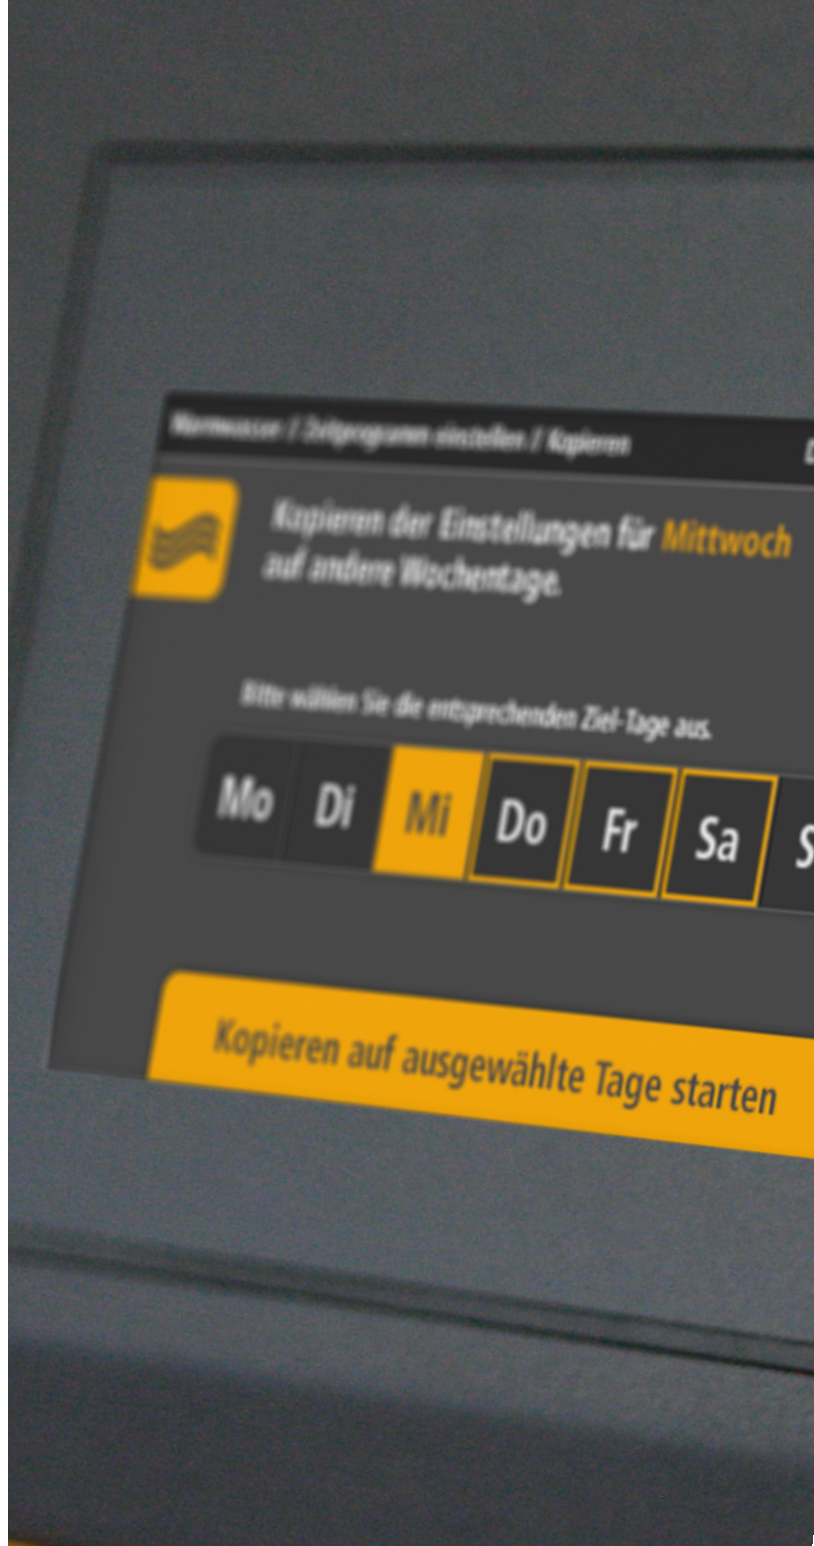 Warmwasser / Zeitprogramm einstellen / Kopieren
Kopieren der Einstellungen für Mittwoch
auf andere Wochentage.
Bitte wählen Sie die entsprechenden Ziel-Tage aus.
Mo Di Mi Do Fr Sa S
Kopieren auf ausgewählte Tage starten